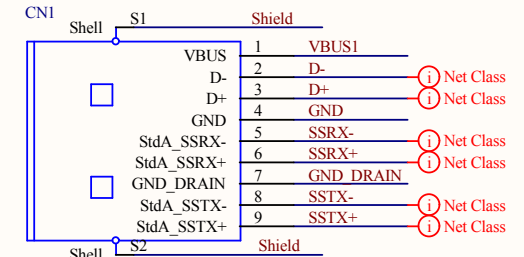 CN1
Shell S1 Shield
VBUS 1 VBUS1
D- 2 D- i Net Class
D+ 3 D+ i Net Class
GND 4 GND
StdA_SSRX- 5 SSRX- i Net Class
StdA_SSRX+ 6 SSRX+ i Net Class
GND_DRAIN 7 GND_DRAIN
StdA_SSTX- 8 SSTX- i Net Class
StdA_SSTX+ 9 SSTX+ i Net Class
Shell S2 Shield